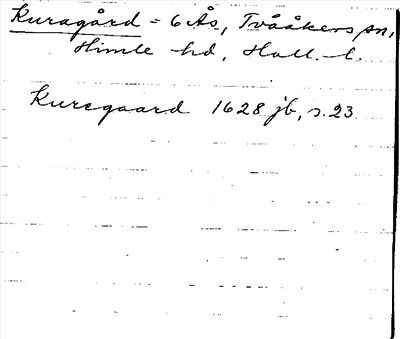 Kuragård = 6 Ås, Tvååkers sn,
Himle hd, Hall. l.
Kuregaard 1628 jb, s. 23